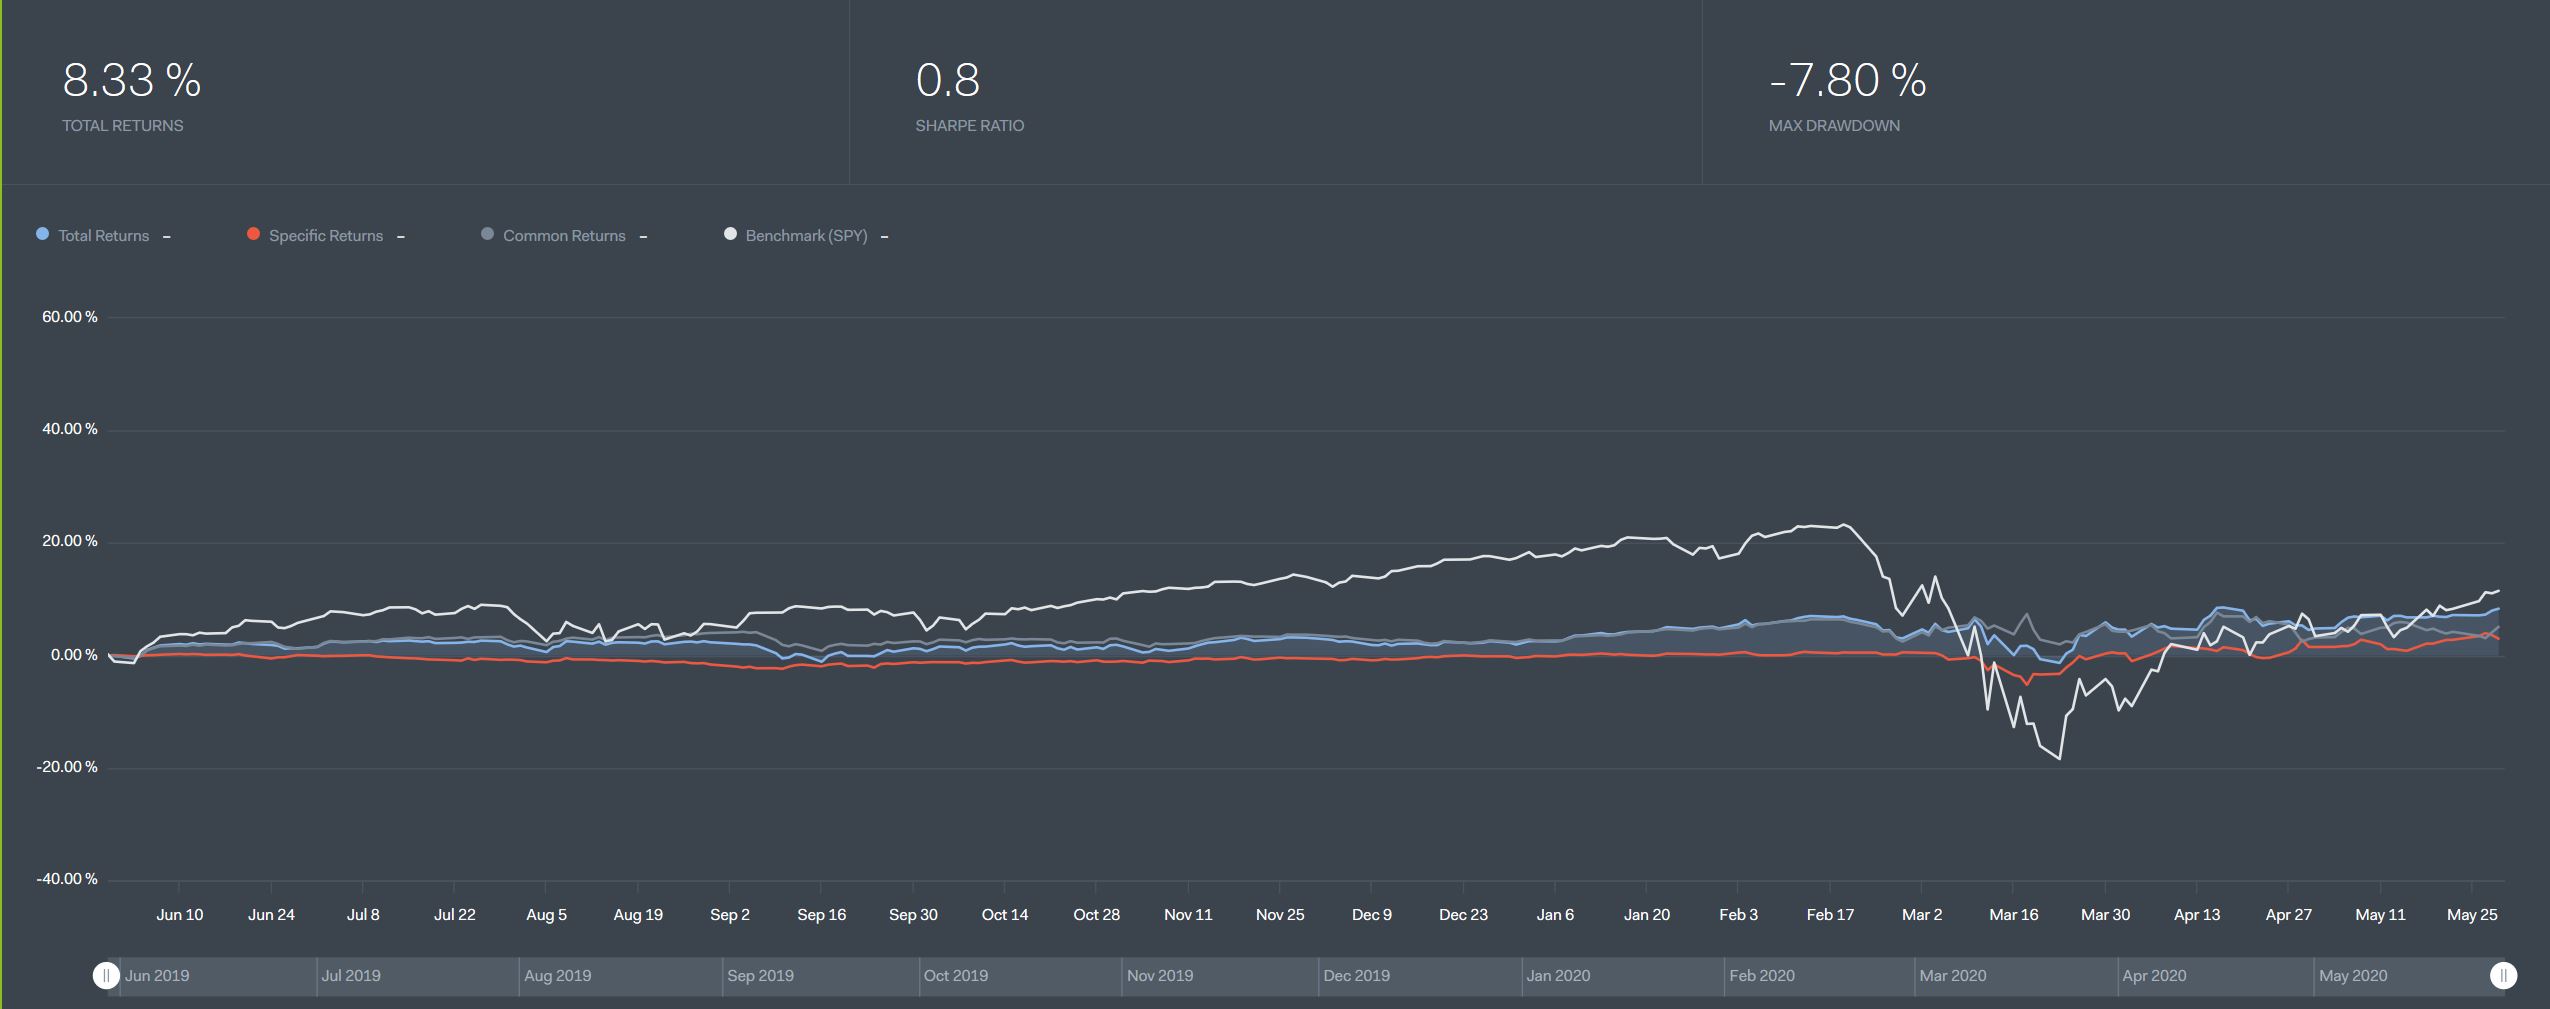 8.33 %
TOTAL RETURNS
0.8
SHARPE RATIO
-7.80 %
MAX DRAWDOWN
Total Returns –
Specific Returns –
Common Returns –
Benchmark (SPY) –
60.00 %
40.00 %
20.00 %
0.00 %
-20.00 %
-40.00 %
Jun 10 Jun 24 Jul 8 Jul 22 Aug 5 Aug 19 Sep 2 Sep 16 Sep 30 Oct 14 Oct 28 Nov 11 Nov 25 Dec 9 Dec 23 Jan 6 Jan 20 Feb 3 Feb 17 Mar 2 Mar 16 Mar 30 Apr 13 Apr 27 May 11 May 25
Jun 2019 Jul 2019 Aug 2019 Sep 2019 Oct 2019 Nov 2019 Dec 2019 Jan 2020 Feb 2020 Mar 2020 Apr 2020 May 2020